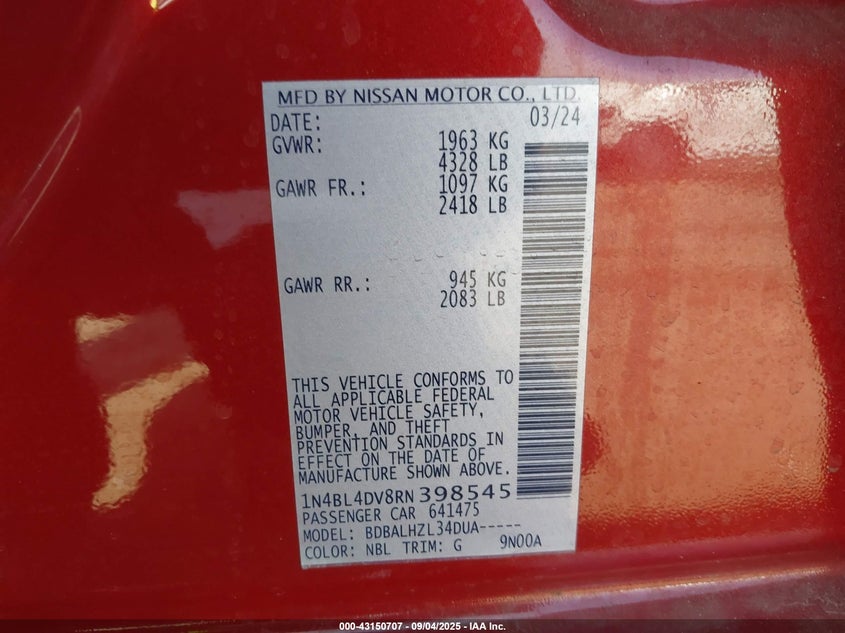 MFD BY NISSAN MOTOR CO., LTD.
DATE: 03/24
GVWR: 1963 KG
4328 LB
GAWR FR.: 1097 KG
2418 LB
GAWR RR.: 945 KG
2083 LB
THIS VEHICLE CONFORMS TO
ALL APPLICABLE FEDERAL
MOTOR VEHICLE SAFETY,
BUMPER, AND THEFT
PREVENTION STANDARDS IN
EFFECT ON THE DATE OF
MANUFACTURE SHOWN ABOVE.
1N4BL4DV8RN398545
PASSENGER CAR 641475
MODEL: BDBALHZL34DUA-----
COLOR: NBL TRIM: G 9N00A
000-43150707 - 09/04/2025 - IAA Inc.